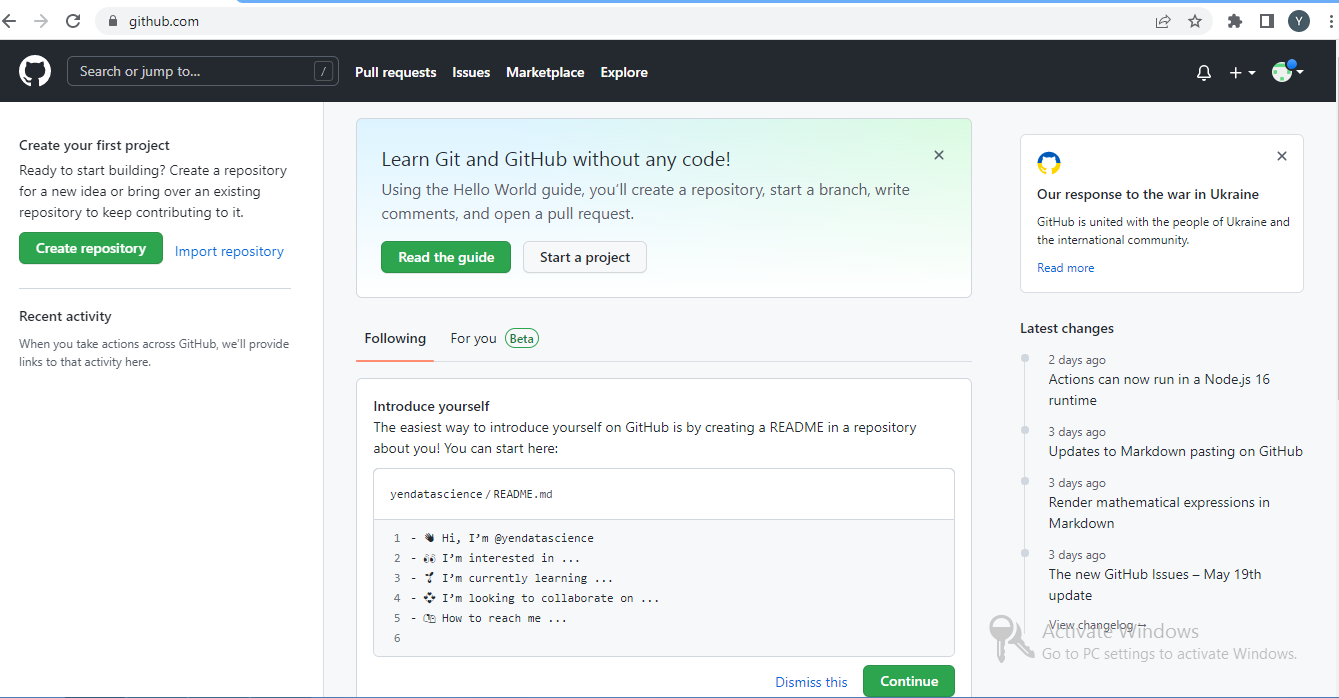 github.com
Y
Search or jump to...
/
Pull requests
Issues
Marketplace
Explore
Create your first project
Ready to start building? Create a repository
for a new idea or bring over an existing
repository to keep contributing to it.
Create repository
Import repository
Recent activity
When you take actions across GitHub, we'll provide
links to that activity here.
Learn Git and GitHub without any code!
Using the Hello World guide, you'll create a repository, start a branch, write
comments, and open a pull request.
Read the guide
Start a project
Following
For you
Beta
Introduce yourself
The easiest way to introduce yourself on GitHub is by creating a README in a repository
about you! You can start here:
yendatascience/README.md
1 - 👋 Hi, I'm @yendatascience
2 - 👀 I'm interested in ...
3 - 🌱 I'm currently learning ...
4 - 💞️ I'm looking to collaborate on ...
5 - 📫 How to reach me ...
6
Dismiss this
Continue
Our response to the war in Ukraine
GitHub is united with the people of Ukraine and
the international community.
Read more
Latest changes
2 days ago
Actions can now run in a Node.js 16
runtime
3 days ago
Updates to Markdown pasting on GitHub
3 days ago
Render mathematical expressions in
Markdown
3 days ago
The new GitHub Issues – May 19th
update
View changelog →
Activate Windows
Go to PC settings to activate Windows.